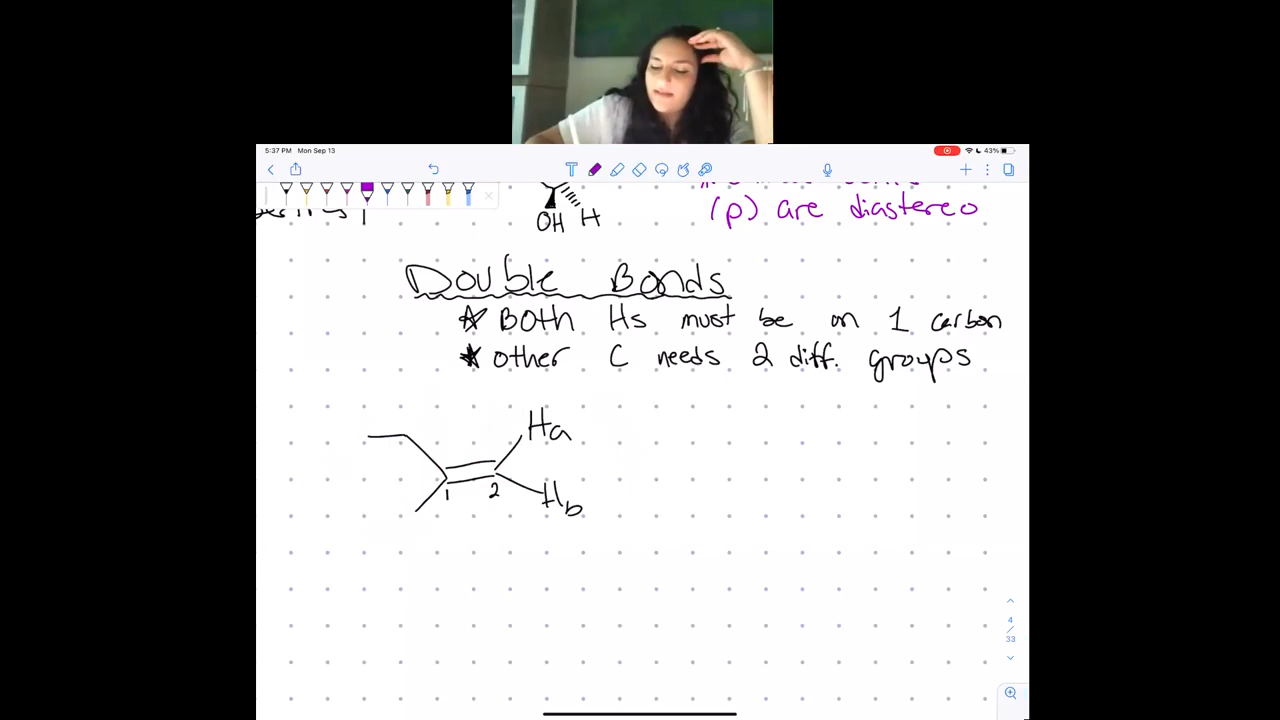 5:37 PM Mon Sep 13
43%
T
OH H
(p) are diastereo
Double Bonds
Both Hs must be on 1 carbon
other C needs 2 diff. groups
Ha
1 2
Hb
4
/
33